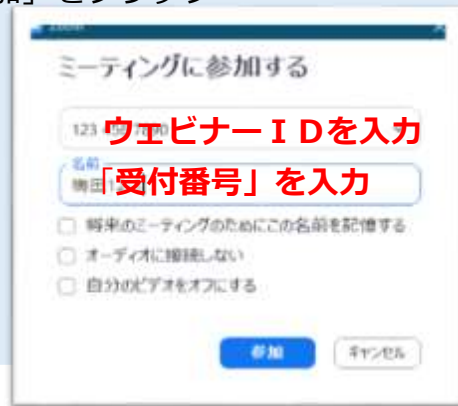 ミーティングに参加する
ウェビナーＩＤを入力
名前
「受付番号」を入力
将来のミーティングのためにこの名前を記憶する
オーディオに接続しない
自分のビデオをオフにする
参加 キャンセル